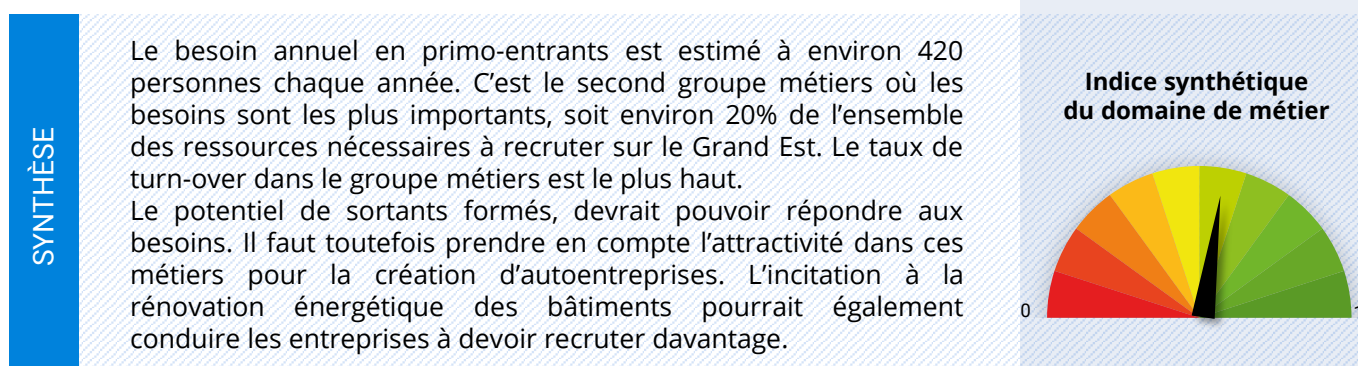 SYNTHÈSE
Le besoin annuel en primo-entrants est estimé à environ 420
personnes chaque année. C’est le second groupe métiers où les
besoins sont les plus importants, soit environ 20% de l’ensemble
des ressources nécessaires à recruter sur le Grand Est. Le taux de
turn-over dans le groupe métiers est le plus haut.
Le potentiel de sortants formés, devrait pouvoir répondre aux
besoins. Il faut toutefois prendre en compte l’attractivité dans ces
métiers pour la création d’autoentreprises. L’incitation à la
rénovation énergétique des bâtiments pourrait également
conduire les entreprises à devoir recruter davantage.
Indice synthétique
du domaine de métier
0